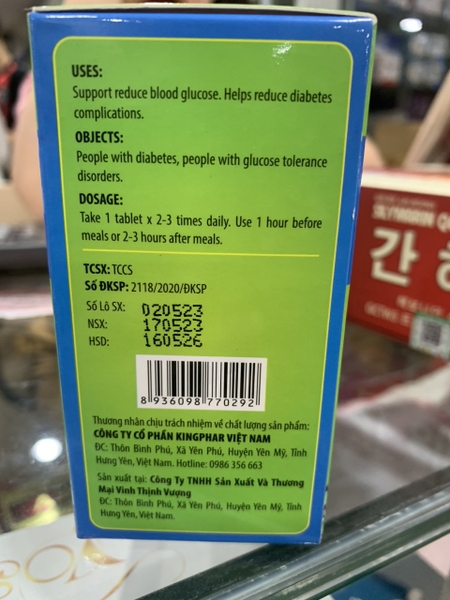 USES:
Support reduce blood glucose. Helps reduce diabetes
complications.
OBJECTS:
People with diabetes, people with glucose tolerance
disorders.
DOSAGE:
Take 1 tablet x 2-3 times daily. Use 1 hour before
meals or 2-3 hours after meals.
TCSX: TCCS
Số ĐKSP: 2118/2020/ĐKSP
Số Lô SX: 020523
NSX: 170523
HSD: 160526
8 936098 770292
Thương nhân chịu trách nhiệm về chất lượng sản phẩm:
CÔNG TY CỔ PHẦN KINGPHAR VIỆT NAM
ĐC: Thôn Bình Phú, Xã Yên Phú, Huyện Yên Mỹ, Tỉnh
Hưng Yên, Việt Nam. Hotline: 0986 356 663
Sản xuất tại: Công Ty TNHH Sản Xuất Và Thương
Mại Vinh Thịnh Vượng
ĐC: Thôn Bình Phú, Xã Yên Phú, Huyện Yên Mỹ, Tỉnh
Hưng Yên, Việt Nam.
간